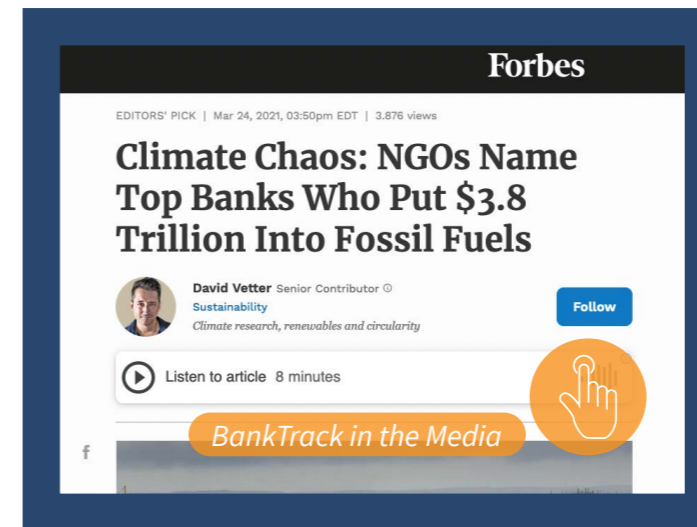 Forbes
EDITORS' PICK | Mar 24, 2021, 03:50pm EDT | 3.876 views
Climate Chaos: NGOs Name
Top Banks Who Put $3.8
Trillion Into Fossil Fuels
David Vetter Senior Contributor
Sustainability
Climate research, renewables and circularity
Follow
Listen to article 8 minutes
BankTrack in the Media
f